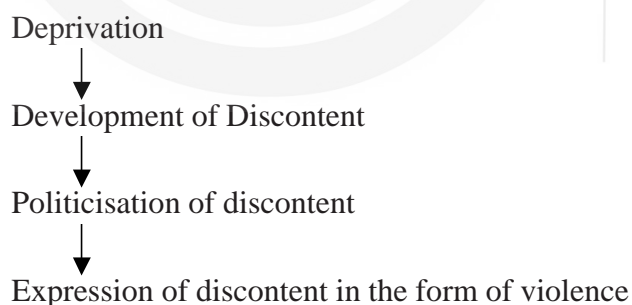 Deprivation
Development of Discontent
Politicisation of discontent
Expression of discontent in the form of violence